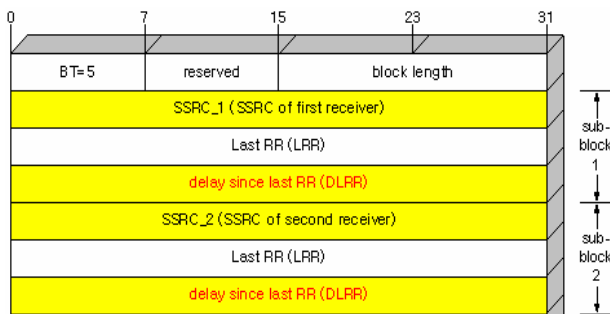 0 7 15 23 31
BT=5 reserved block length
SSRC_1 (SSRC of first receiver)
Last RR (LRR)
delay since last RR (DLRR)
sub-
block
1
SSRC_2 (SSRC of second receiver)
Last RR (LRR)
delay since last RR (DLRR)
sub-
block
2